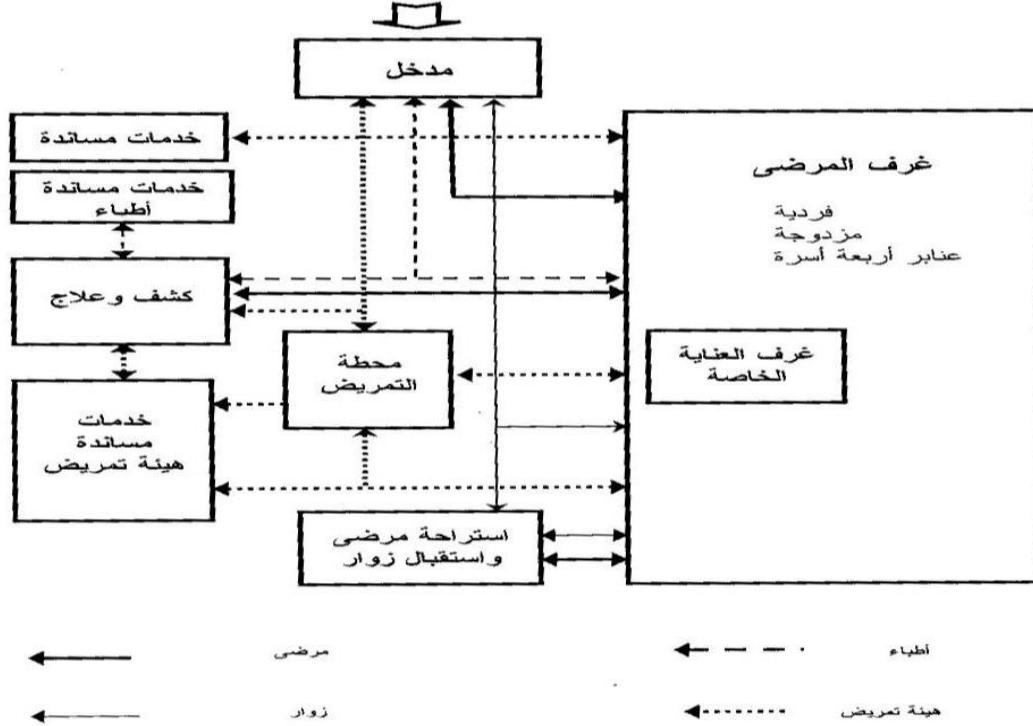 مدخل
خدمات مساندة
غرف المرضى
خدمات مساندة
أطباء
فردية
مزدوجة
عنابر أربعة أسرة
كشف وعلاج
محطة
التمريض
غرف العناية
الخاصة
خدمات
مساندة
هيئة تمريض
استراحة مرضى
واستقبال زوار
أطباء
مرضى
هيئة تمريض
زوار